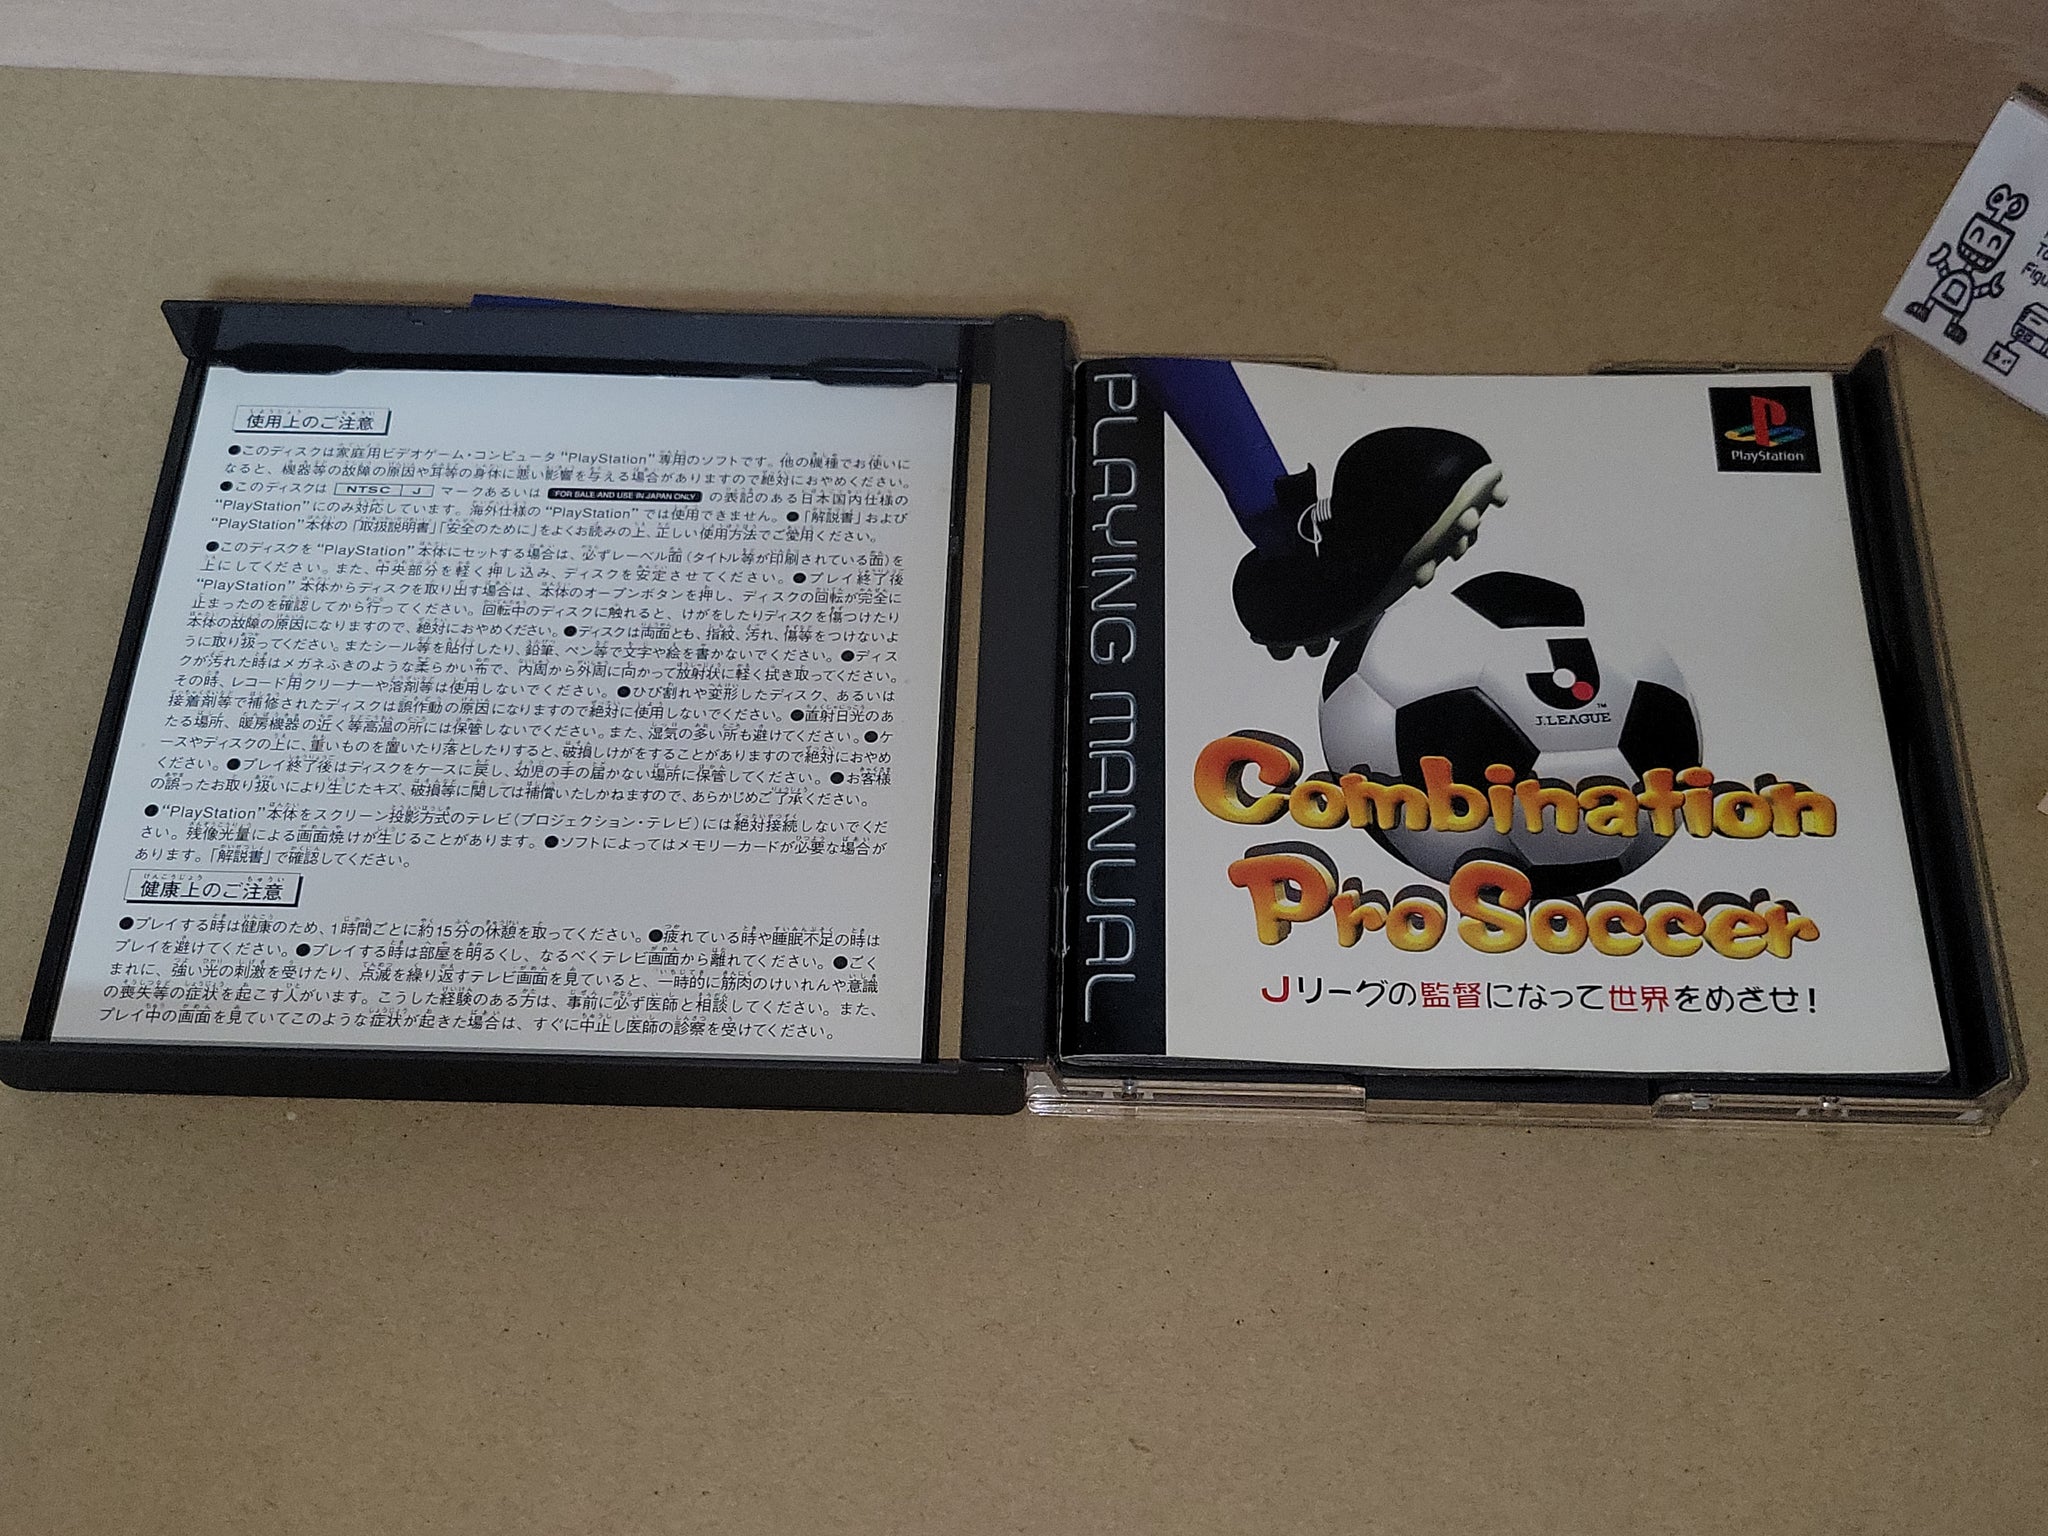 使用上のご注意
●このディスクは家庭用ビデオゲーム・コンピュータ“PlayStation”専用のソフトです。他の機種でお使いに
なると、機器等の故障の原因や耳等の身体に悪い影響を与える場合がありますので絶対におやめください。
●このディスクは NTSC J マークあるいは FOR SALE AND USE IN JAPAN ONLY の表記のある日本国内仕様の
“PlayStation”にのみ対応しています。海外仕様の“PlayStation”では使用できません。●「解説書」および
“PlayStation”本体の「取扱説明書」「安全のために」をよくお読みの上、正しい使用方法でご愛用ください。
●このディスクを“PlayStation”本体にセットする場合は、必ずレーベル面(タイトル等が印刷されている面)を
上にしてください。また、中央部分を軽く押し込み、ディスクを安定させてください。●プレイ終了後
“PlayStation”本体からディスクを取り出す場合は、本体のオープンボタンを押し、ディスクの回転が完全に
止まったのを確認してから行ってください。回転中のディスクに触れると、けがをしたりディスクを傷つけたり
本体の故障の原因になりますので、絶対におやめください。●ディスクは両面とも、指紋、汚れ、傷等をつけないよ
うに取り扱ってください。またシール等を貼付したり、鉛筆、ペン等で文字や絵を書かないでください。●ディス
クが汚れた時はメガネふきのような柔らかい布で、内周から外周に向かって放射状に軽く拭き取ってください。
その時、レコード用クリーナーや溶剤等は使用しないでください。●ひび割れや変形したディスク、あるいは
接着剤等で補修されたディスクは誤作動の原因になりますので絶対に使用しないでください。●直射日光のあ
たる場所、暖房機器の近く等高温の所には保管しないでください。また、湿気の多い所も避けてください。●ケ
ースやディスクの上に、重いものを置いたり落としたりすると、破損しけがをすることがありますので絶対におやめ
ください。●プレイ終了後はディスクをケースに戻し、幼児の手の届かない場所に保管してください。●お客様
の誤ったお取り扱いにより生じたキズ、破損等に関しては補償いたしかねますので、あらかじめご了承ください。
●“PlayStation”本体をスクリーン投影方式のテレビ(プロジェクション・テレビ)には絶対接続しないでくだ
さい。残像光量による画面焼けが生じることがあります。●ソフトによってはメモリーカードが必要な場合が
あります。「解説書」で確認してください。
健康上のご注意
●プレイする時は健康のため、1時間ごとに約15分の休憩を取ってください。●疲れている時や睡眠不足の時は
プレイを避けてください。●プレイする時は部屋を明るくし、なるべくテレビ画面から離れてください。●ごく
まれに、強い光の刺激を受けたり、点滅を繰り返すテレビ画面を見ていると、一時的に筋肉のけいれんや意識
の喪失等の症状を起こす人がいます。こうした経験のある方は、事前に必ず医師と相談してください。また、
プレイ中の画面を見ていてこのような症状が起きた場合は、すぐに中止し医師の診察を受けてください。
PLAYING MANUAL
PlayStation
J.LEAGUE
TM
Combination
Pro Soccer
Jリーグの監督になって世界をめざせ!